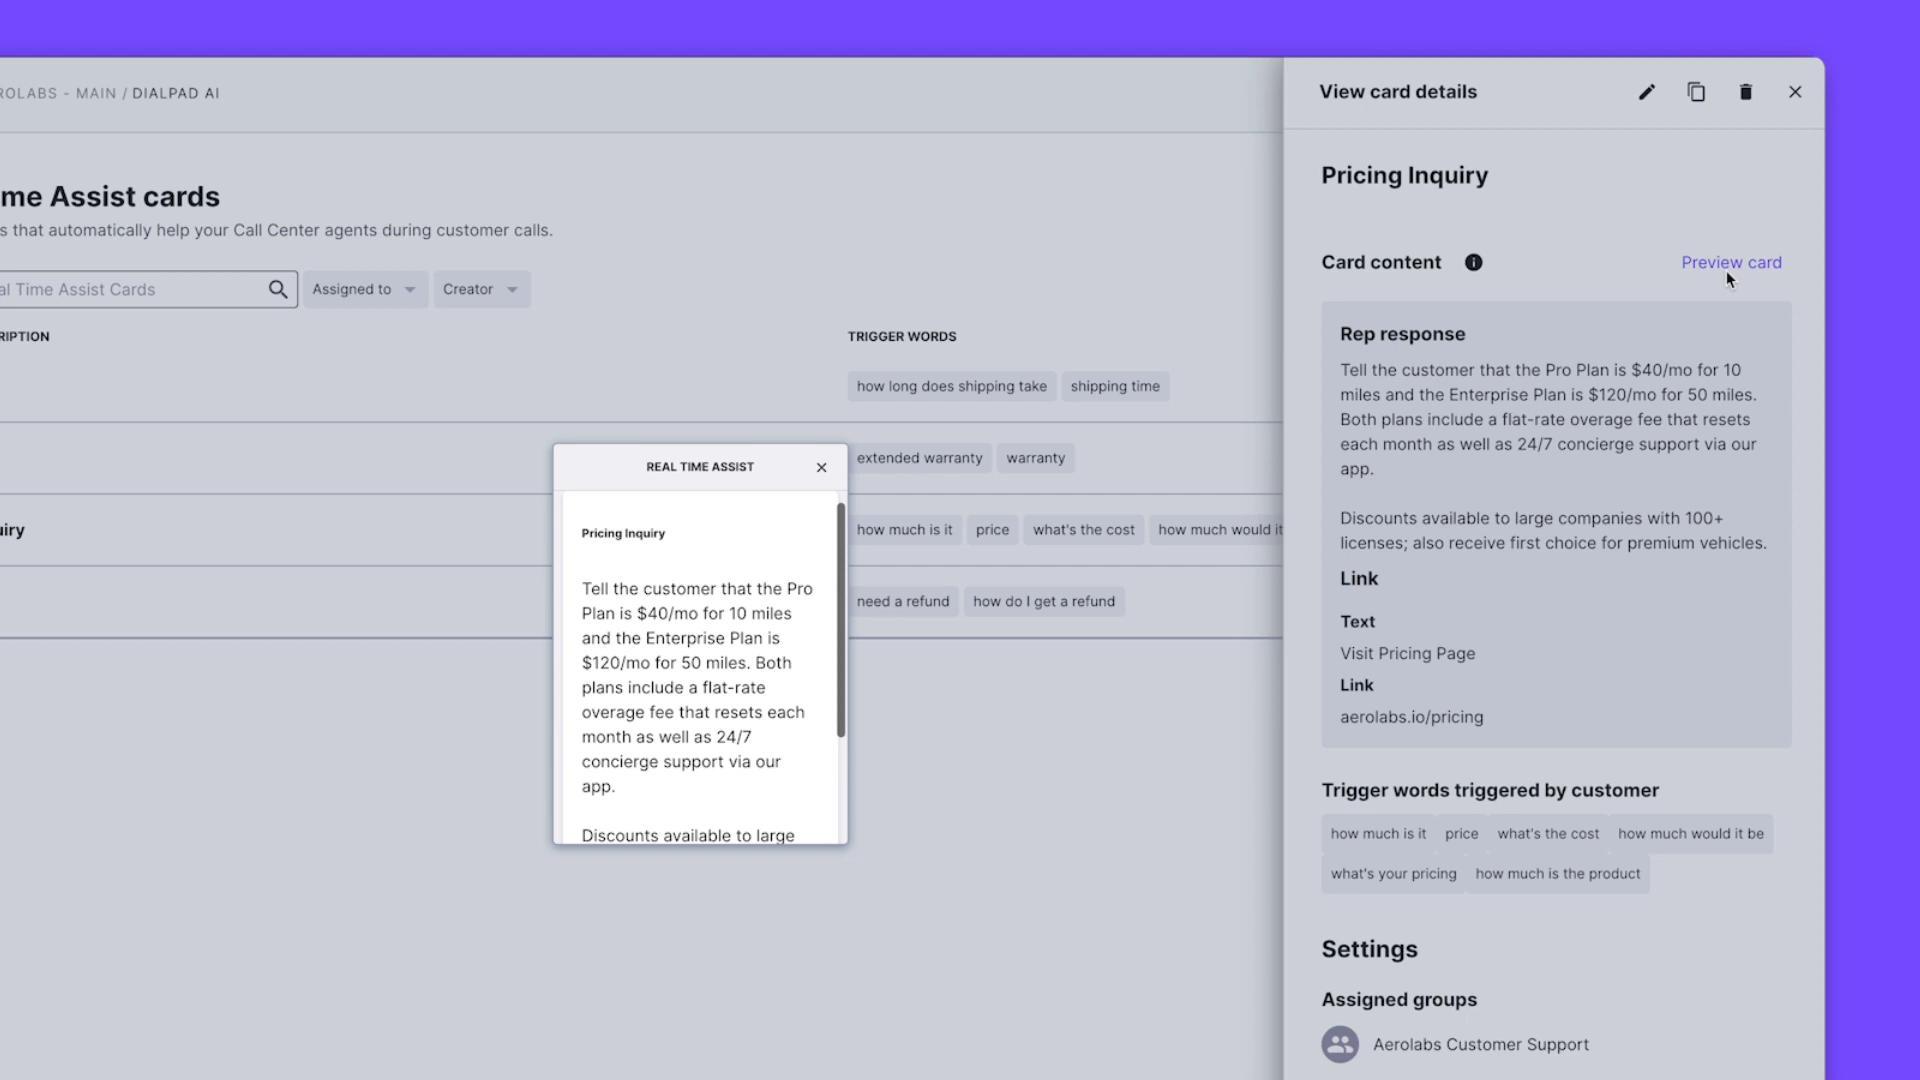 ROLABS - MAIN / DIALPAD AI
me Assist cards
s that automatically help your Call Center agents during customer calls.
al Time Assist Cards
Assigned to
Creator
RIPTION
TRIGGER WORDS
how long does shipping take
shipping time
extended warranty
warranty
uiry
how much is it
price
what's the cost
how much would it
need a refund
how do I get a refund
REAL TIME ASSIST
Pricing Inquiry
Tell the customer that the Pro
Plan is $40/mo for 10 miles
and the Enterprise Plan is
$120/mo for 50 miles. Both
plans include a flat-rate
overage fee that resets each
month as well as 24/7
concierge support via our
app.
Discounts available to large
View card details
Pricing Inquiry
Card content
Preview card
Rep response
Tell the customer that the Pro Plan is $40/mo for 10
miles and the Enterprise Plan is $120/mo for 50 miles.
Both plans include a flat-rate overage fee that resets
each month as well as 24/7 concierge support via our
app.
Discounts available to large companies with 100+
licenses; also receive first choice for premium vehicles.
Link
Text
Visit Pricing Page
Link
aerolabs.io/pricing
Trigger words triggered by customer
how much is it
price
what's the cost
how much would it be
what's your pricing
how much is the product
Settings
Assigned groups
Aerolabs Customer Support